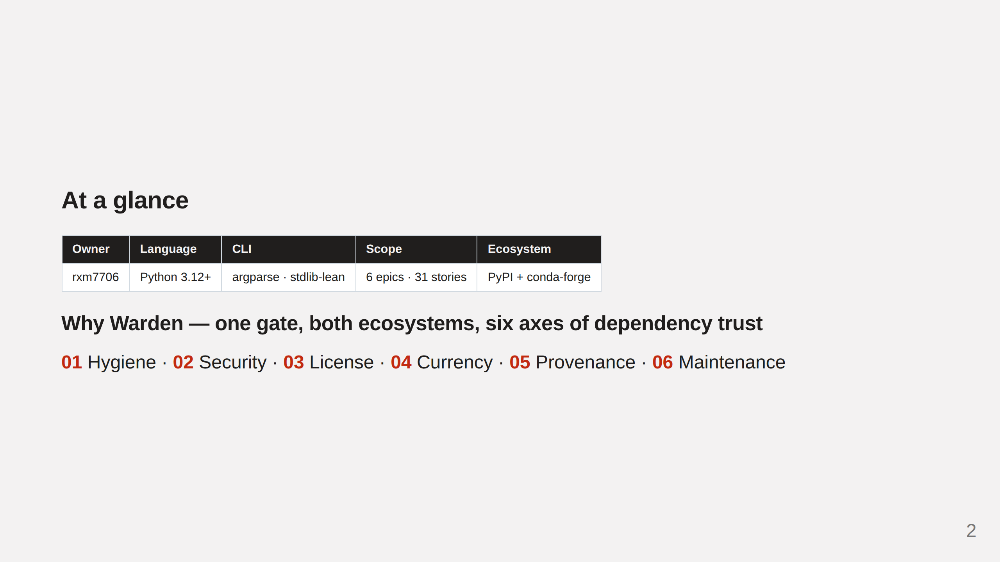 At a glance
Owner Language CLI Scope Ecosystem
rxm7706 Python 3.12+ argparse · stdlib-lean 6 epics · 31 stories PyPI + conda-forge
Why Warden — one gate, both ecosystems, six axes of dependency trust
01 Hygiene · 02 Security · 03 License · 04 Currency · 05 Provenance · 06 Maintenance
2